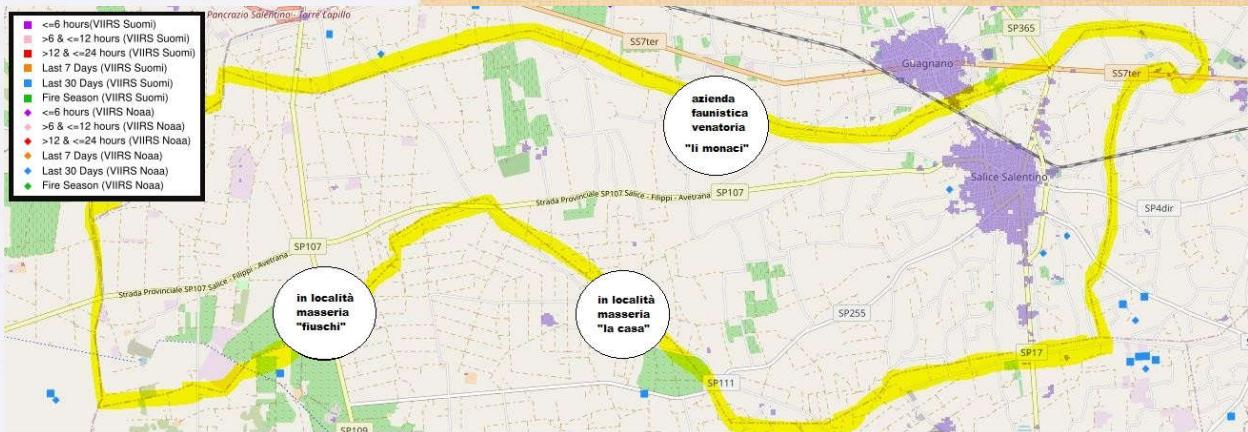 <=6 hours(VIIRS Suomi)
>6 & <=12 hours (VIIRS Suomi)
>12 & <=24 hours (VIIRS Suomi)
Last 7 Days (VIIRS Suomi)
Last 30 Days (VIIRS Suomi)
Fire Season (VIIRS Suomi)
<=6 hours (VIIRS Noaa)
>6 & <=12 hours (VIIRS Noaa)
>12 & <=24 hours (VIIRS Noaa)
Last 7 Days (VIIRS Noaa)
Last 30 Days (VIIRS Noaa)
Fire Season (VIIRS Noaa)
Pancrazio Salentino - Torre Lapillo
SS7ter
SP365
Guagnano
SS7ter
azienda
faunistica
venatoria
"li monaci"
Salice Salentino
Strada Provinciale SP107 Salice - Filippi - Avetrana
SP107
SP4dir
SP107
Strada Provinciale SP107 Salice - Filippi - Avetrana
in località
masseria
"fiuschi"
in località
masseria
"la casa"
SP255
SP17
SP111
SP109